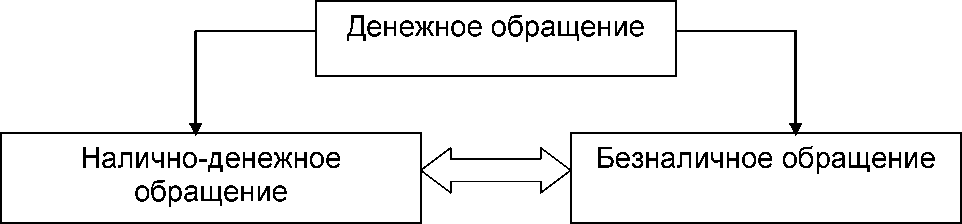 Денежное обращение
Налично-денежное
обращение
Безналичное обращение